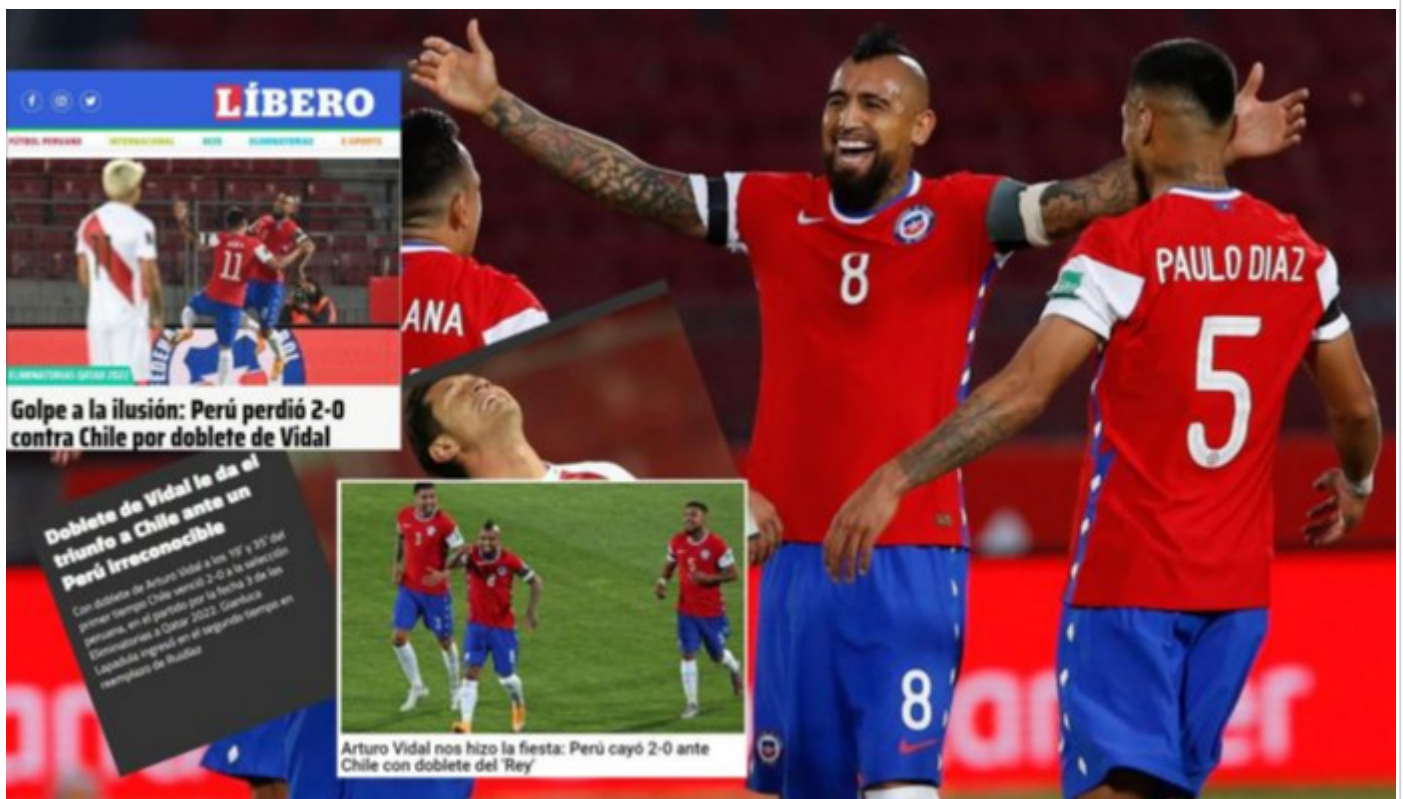 LÍBERO
FÚTBOL PERUANO INTERNACIONAL OCIO ELIMINATORIAS E-SPORTS
11
ELIMINATORIAS QATAR 2022
Golpe a la ilusión: Perú perdió 2-0
contra Chile por doblete de Vidal
Doblete de Vidal le da el
triunfo a Chile ante un
Perú irreconocible
Con doblete de Arturo Vidal a los 19' y 35' del
primer tiempo Chile venció 2-0 a la selección
peruana, en el partido por la fecha 3 de las
Eliminatorias a Qatar 2022. Gianluca
Lapadula ingresó en el segundo tiempo en
reemplazo de Ruidíaz
Arturo Vidal nos hizo la fiesta: Perú cayó 2-0 ante
Chile con doblete del 'Rey'
ANA
8
8
PAULO DIAZ
5